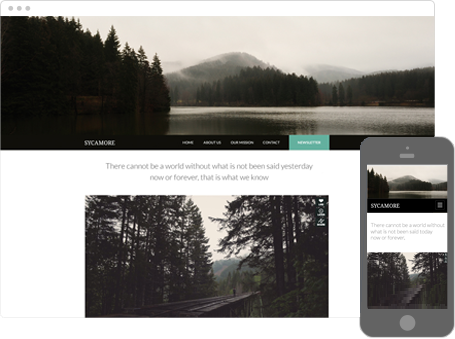 SYCAMORE
HOME ABOUT US OUR MISSION CONTACT NEWSLETTER
There cannot be a world without what is not been said yesterday
now or forever, that is what we know
SYCAMORE
There cannot be a world without
what is not been said today
now or forever.